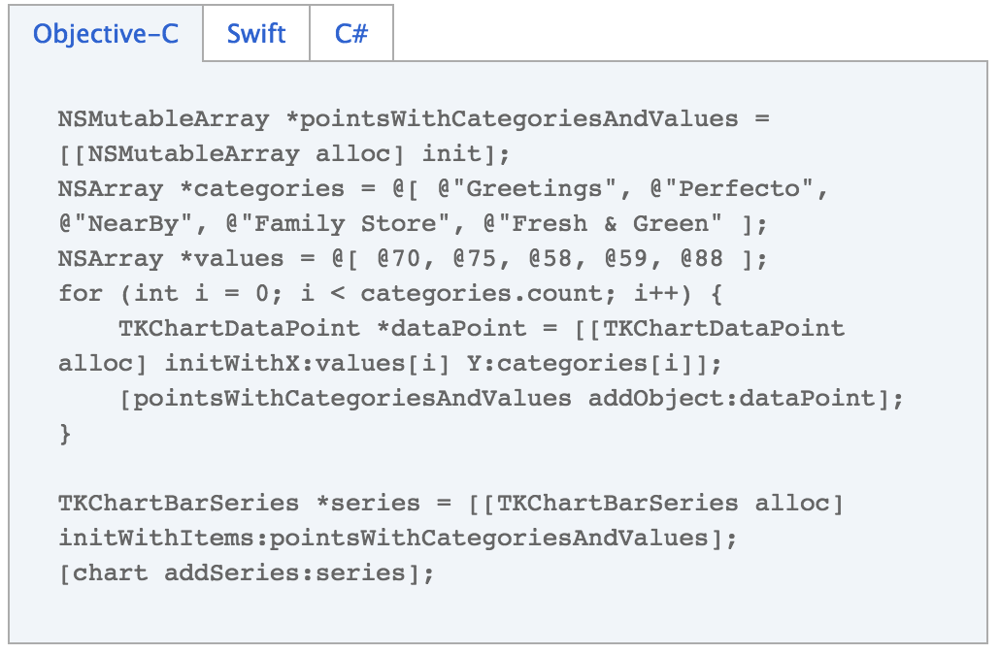 Objective-C Swift C#
NSMutableArray *pointsWithCategoriesAndValues =
[[NSMutableArray alloc] init];
NSArray *categories = @[ @"Greetings", @"Perfecto",
@"NearBy", @"Family Store", @"Fresh & Green" ];
NSArray *values = @[ @70, @75, @58, @59, @88 ];
for (int i = 0; i < categories.count; i++) {
    TKChartDataPoint *dataPoint = [[TKChartDataPoint
alloc] initWithX:values[i] Y:categories[i]];
    [pointsWithCategoriesAndValues addObject:dataPoint];
}
TKChartBarSeries *series = [[TKChartBarSeries alloc]
initWithItems:pointsWithCategoriesAndValues];
[chart addSeries:series];